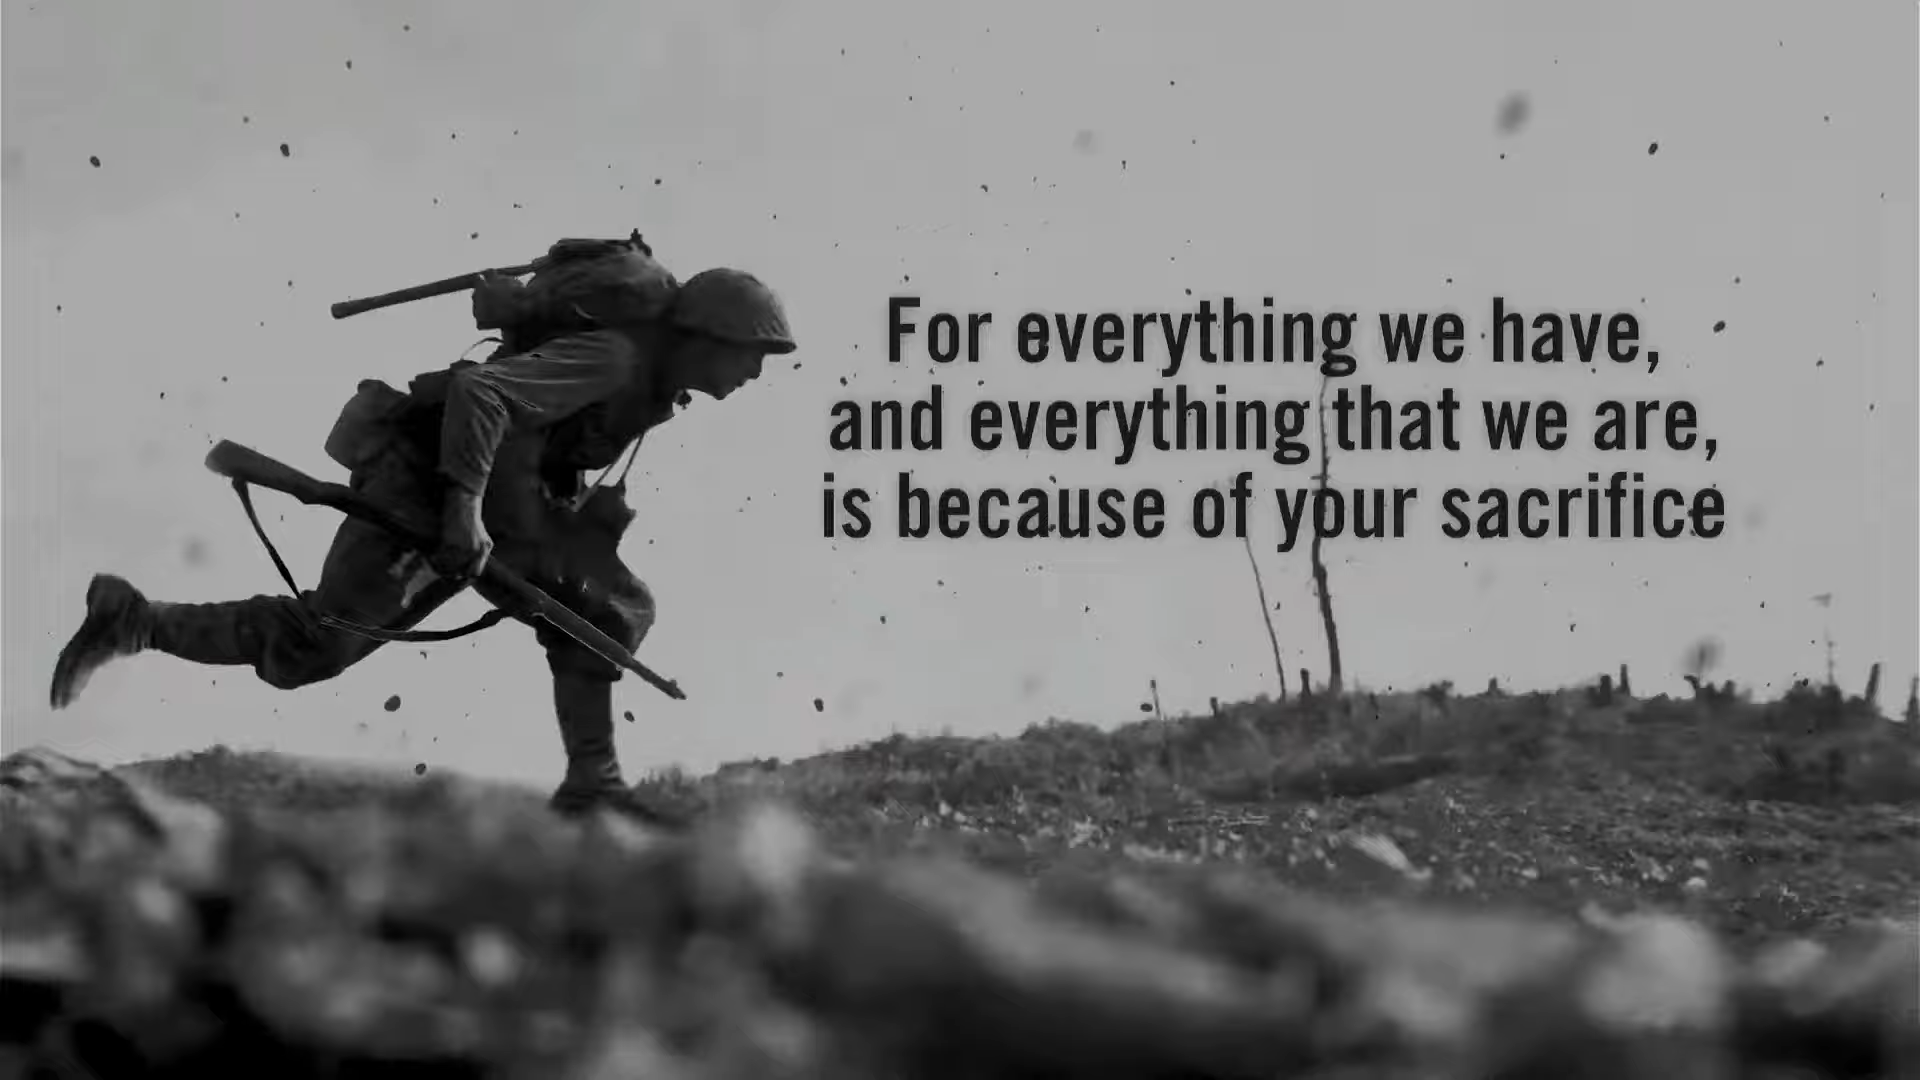 For everything we have,
and everything that we are,
is because of your sacrifice